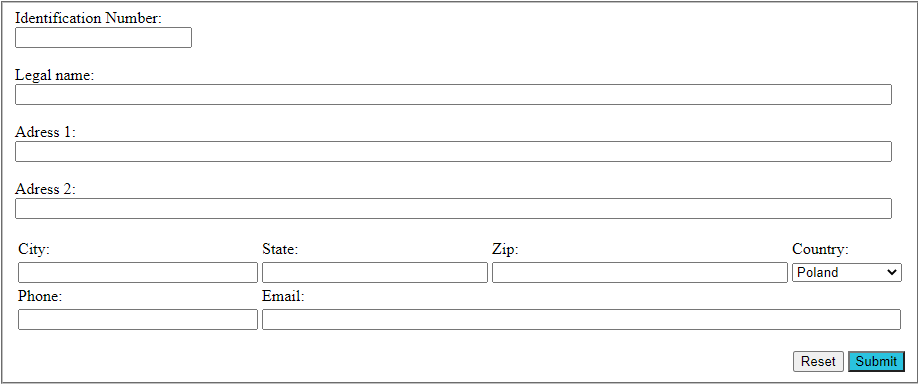 Identification Number:
Legal name:
Adress 1:
Adress 2:
City: State: Zip: Country:
Poland
Phone: Email:
Reset Submit